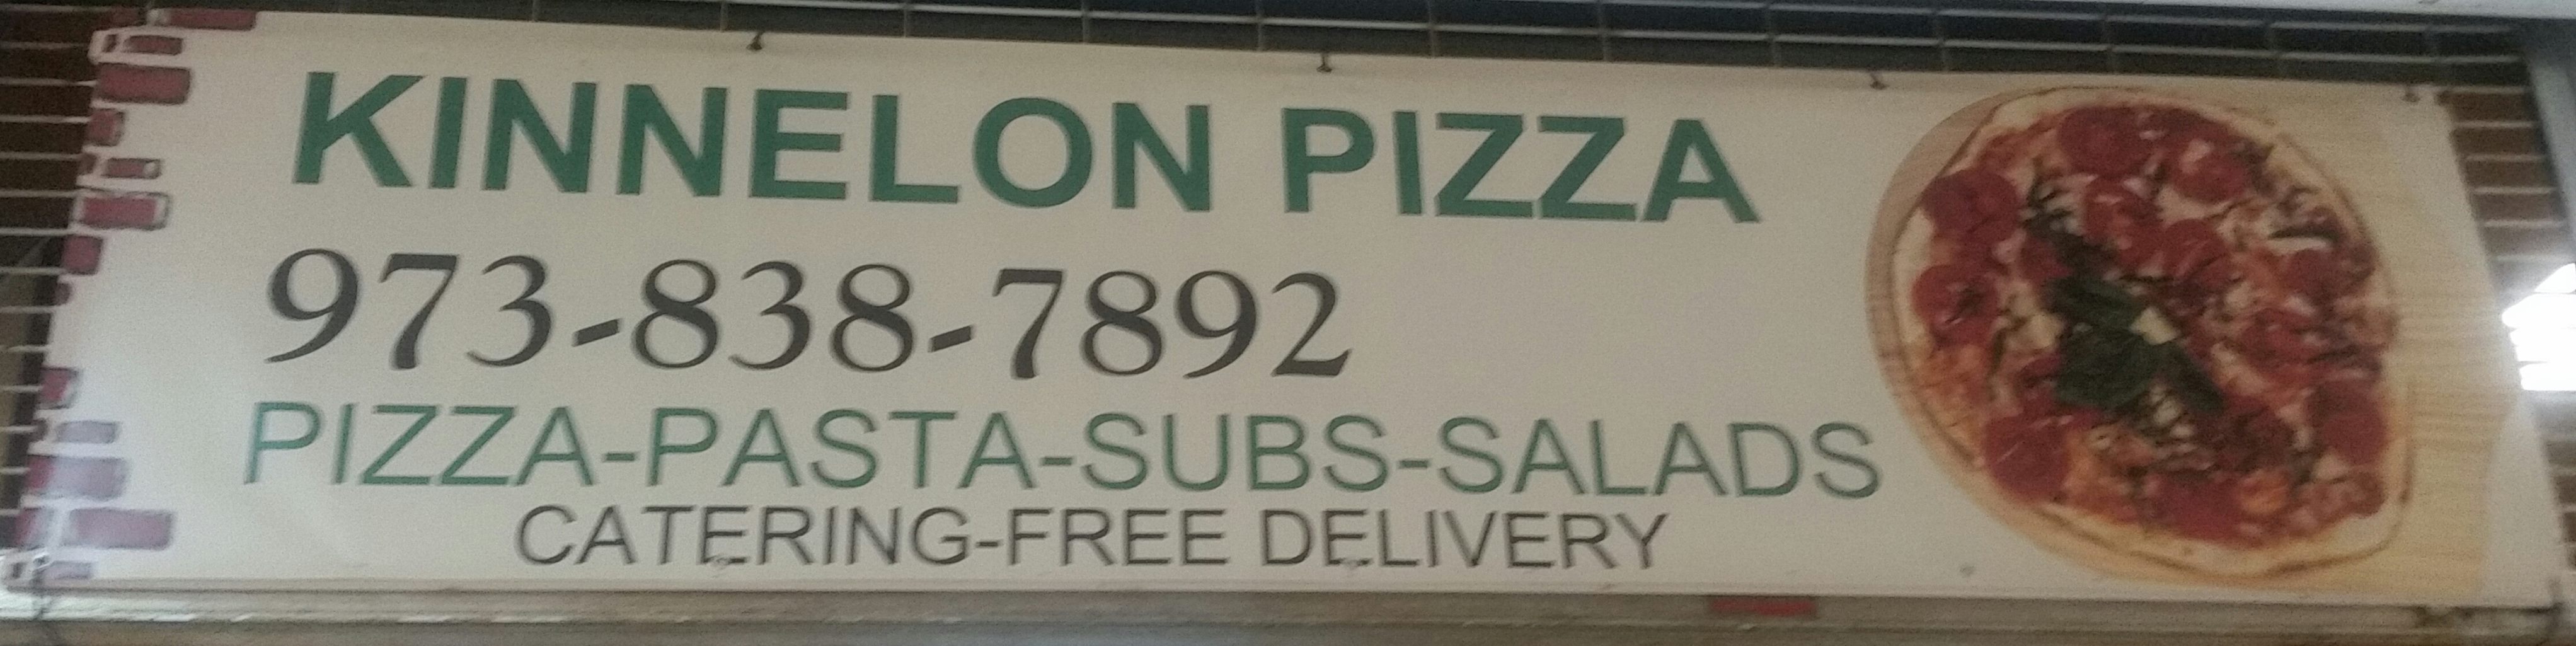 KINNELON PIZZA
973-838-7892
PIZZA-PASTA-SUBS-SALADS
CATERING-FREE DELIVERY